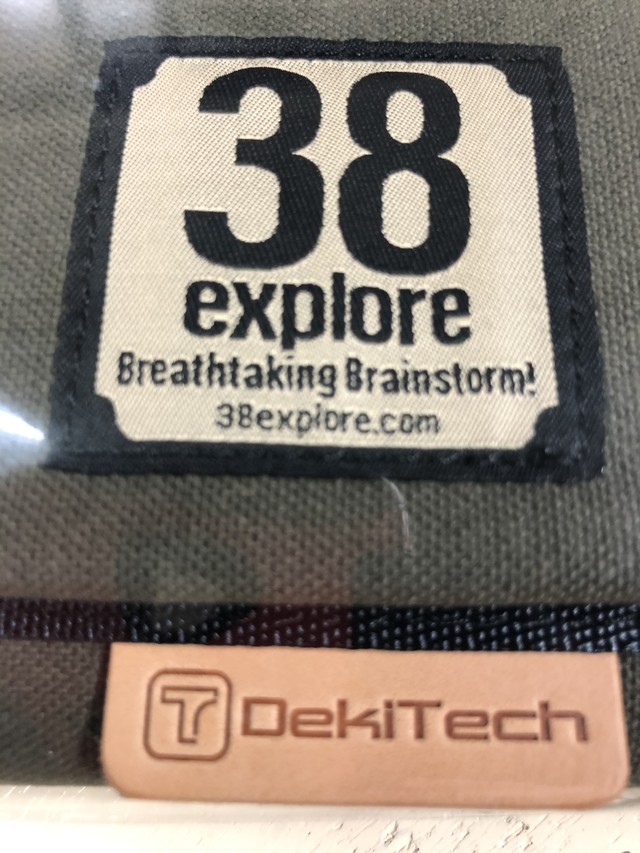 38
explore
Breathtaking Brainstorm!
38explore.com
T DekiTech